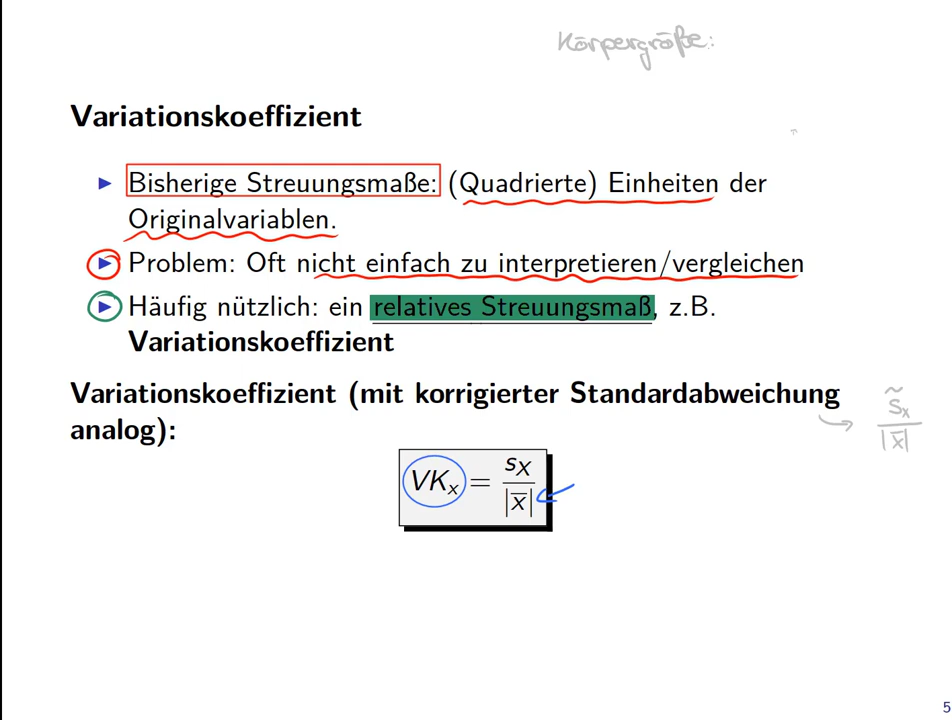 Körpergröße:
Variationskoeffizient
▶ Bisherige Streuungsmaße: (Quadrierte) Einheiten der
Originalvariablen.
▶ Problem: Oft nicht einfach zu interpretieren/vergleichen
▶ Häufig nützlich: ein relatives Streuungsmaß, z.B.
Variationskoeffizient
Variationskoeffizient (mit korrigierter Standardabweichung
analog):
s̃ₓ / |x̄|
VKₓ = s_X / |x̄|
5